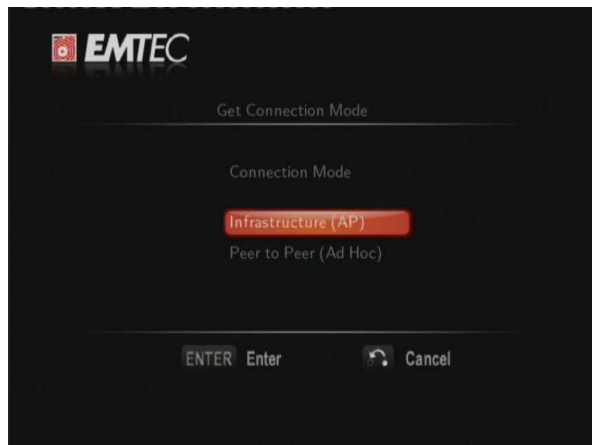 EMTEC
Get Connection Mode
Connection Mode
Infrastructure (AP)
Peer to Peer (Ad Hoc)
ENTER Enter Cancel